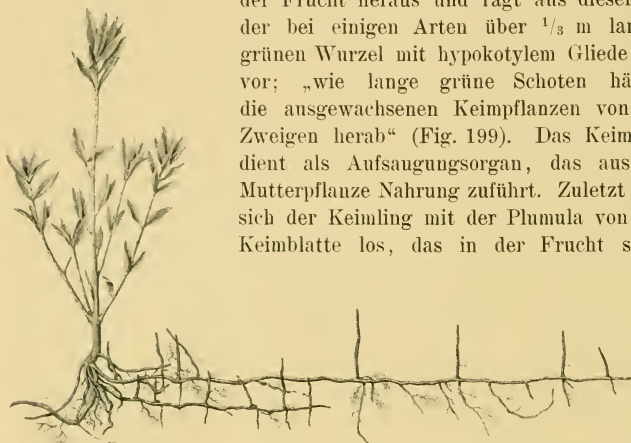 der Frucht heraus und ragt aus dieser
der bei einigen Arten über ¹/₃ m lan
grünen Wurzel mit hypokotylem Gliede
vor; „wie lange grüne Schoten hä
die ausgewachsenen Keimpflanzen von
Zweigen herab“ (Fig. 199). Das Keim
dient als Aufsaugungsorgan, das aus
Mutterpflanze Nahrung zuführt. Zuletzt
sich der Keimling mit der Plumula von
Keimblatte los, das in der Frucht s